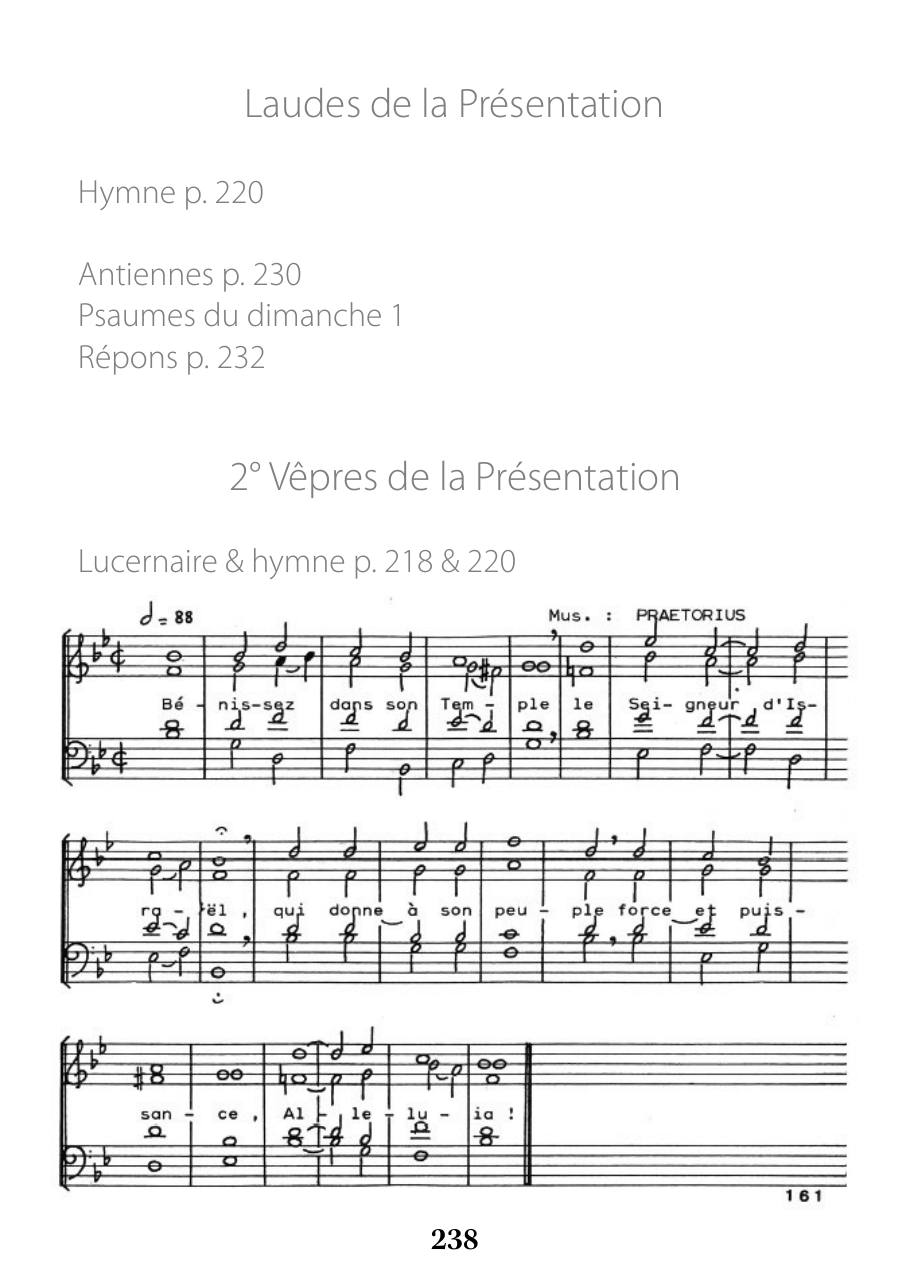 Laudes de la Présentation
Hymne p. 220
Antiennes p. 230
Psaumes du dimanche 1
Répons p. 232
2° Vêpres de la Présentation
Lucernaire & hymne p. 218 & 220
= 88
Mus. : PRAETORIUS
Bé - nis-sez dans son Tem - ple le Sei- gneur d'Is-
ra - ël , qui donne à son peu - ple force et puis -
san - ce , Al - le - lu - ia !
161
238